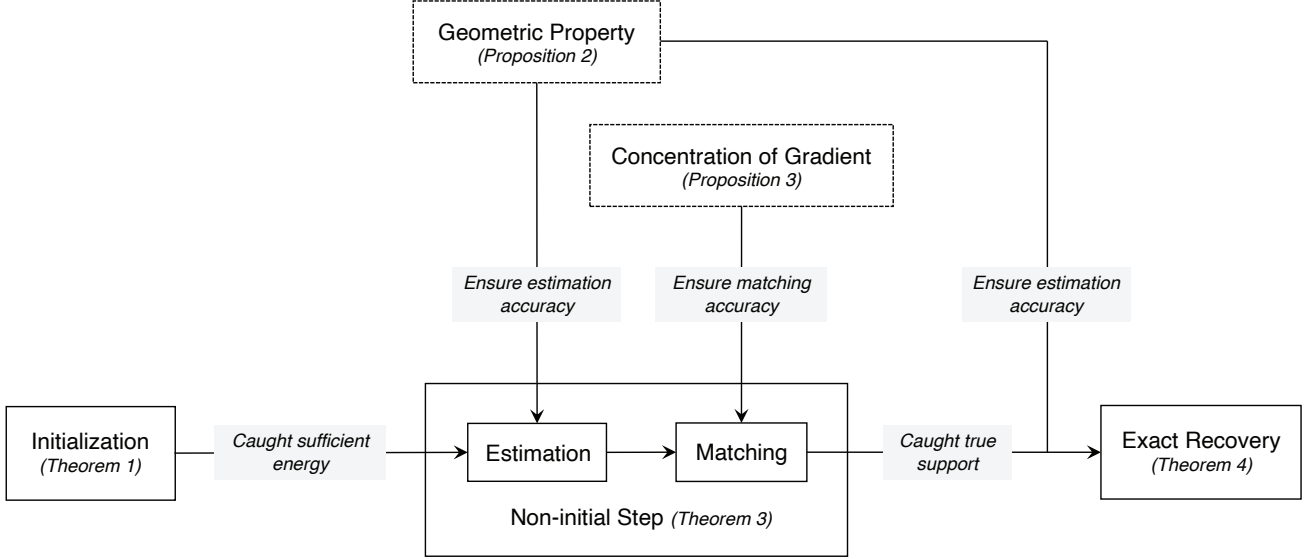 Geometric Property
(Proposition 2)
Concentration of Gradient
(Proposition 3)
Ensure estimation
accuracy
Ensure matching
accuracy
Ensure estimation
accuracy
Initialization
(Theorem 1)
Caught sufficient
energy
Estimation
Matching
Non-initial Step (Theorem 3)
Caught true
support
Exact Recovery
(Theorem 4)